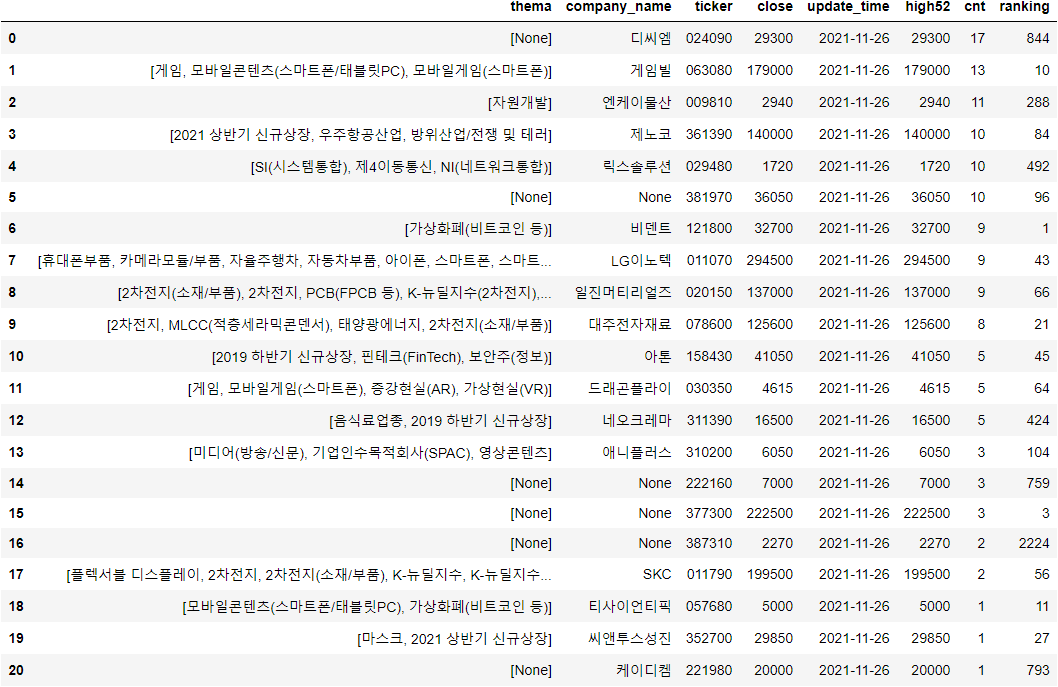 thema company_name ticker close update_time high52 cnt ranking
0 [None] 디씨엠 024090 29300 2021-11-26 29300 17 844
1 [게임, 모바일콘텐츠(스마트폰/태블릿PC), 모바일게임(스마트폰)] 게임빌 063080 179000 2021-11-26 179000 13 10
2 [자원개발] 엔케이물산 009810 2940 2021-11-26 2940 11 288
3 [2021 상반기 신규상장, 우주항공산업, 방위산업/전쟁 및 테러] 제노코 361390 140000 2021-11-26 140000 10 84
4 [SI(시스템통합), 제4이동통신, NI(네트워크통합)] 릭스솔루션 029480 1720 2021-11-26 1720 10 492
5 [None] None 381970 36050 2021-11-26 36050 10 96
6 [가상화폐(비트코인 등)] 비덴트 121800 32700 2021-11-26 32700 9 1
7 [휴대폰부품, 카메라모듈/부품, 자율주행차, 자동차부품, 아이폰, 스마트폰, 스마트... LG이노텍 011070 294500 2021-11-26 294500 9 43
8 [2차전지(소재/부품), 2차전지, PCB(FPCB 등), K-뉴딜지수(2차전지),... 일진머티리얼즈 020150 137000 2021-11-26 137000 9 66
9 [2차전지, MLCC(적층세라믹콘덴서), 태양광에너지, 2차전지(소재/부품)] 대주전자재료 078600 125600 2021-11-26 125600 8 21
10 [2019 하반기 신규상장, 핀테크(FinTech), 보안주(정보)] 아톤 158430 41050 2021-11-26 41050 5 45
11 [게임, 모바일게임(스마트폰), 증강현실(AR), 가상현실(VR)] 드래곤플라이 030350 4615 2021-11-26 4615 5 64
12 [음식료업종, 2019 하반기 신규상장] 네오크레마 311390 16500 2021-11-26 16500 5 424
13 [미디어(방송/신문), 기업인수목적회사(SPAC), 영상콘텐츠] 애니플러스 310200 6050 2021-11-26 6050 3 104
14 [None] None 222160 7000 2021-11-26 7000 3 759
15 [None] None 377300 222500 2021-11-26 222500 3 3
16 [None] None 387310 2270 2021-11-26 2270 2 2224
17 [플렉서블 디스플레이, 2차전지, 2차전지(소재/부품), K-뉴딜지수, K-뉴딜지수... SKC 011790 199500 2021-11-26 199500 2 56
18 [모바일콘텐츠(스마트폰/태블릿PC), 가상화폐(비트코인 등)] 티사이언티픽 057680 5000 2021-11-26 5000 1 11
19 [마스크, 2021 상반기 신규상장] 씨앤투스성진 352700 29850 2021-11-26 29850 1 27
20 [None] 케이디켐 221980 20000 2021-11-26 20000 1 793